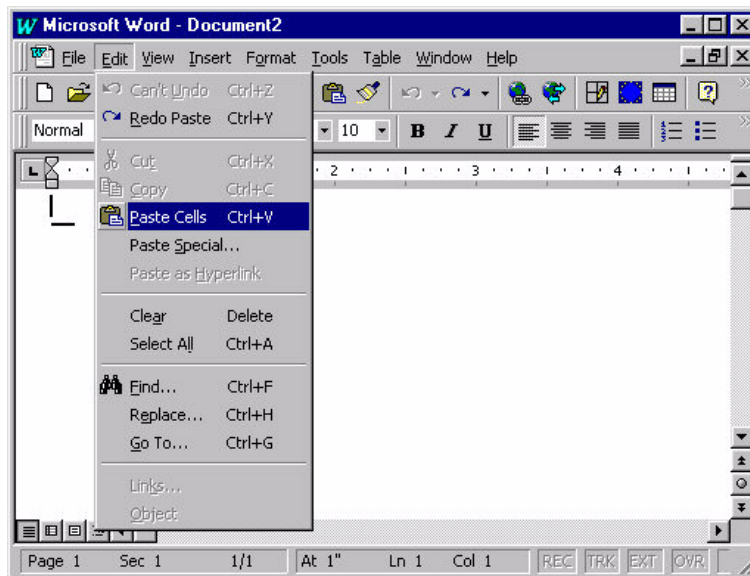 Microsoft Word - Document2
File Edit View Insert Format Tools Table Window Help
Can't Undo Ctrl+Z
Redo Paste Ctrl+Y
Normal 10 B I U
Cut Ctrl+X
Copy Ctrl+C
2 3 4
Paste Cells Ctrl+V
Paste Special...
Paste as Hyperlink
Clear Delete
Select All Ctrl+A
Find... Ctrl+F
Replace... Ctrl+H
Go To... Ctrl+G
Links...
Object
Page 1 Sec 1 1/1 At 1" Ln 1 Col 1 REC TRK EXT OVR